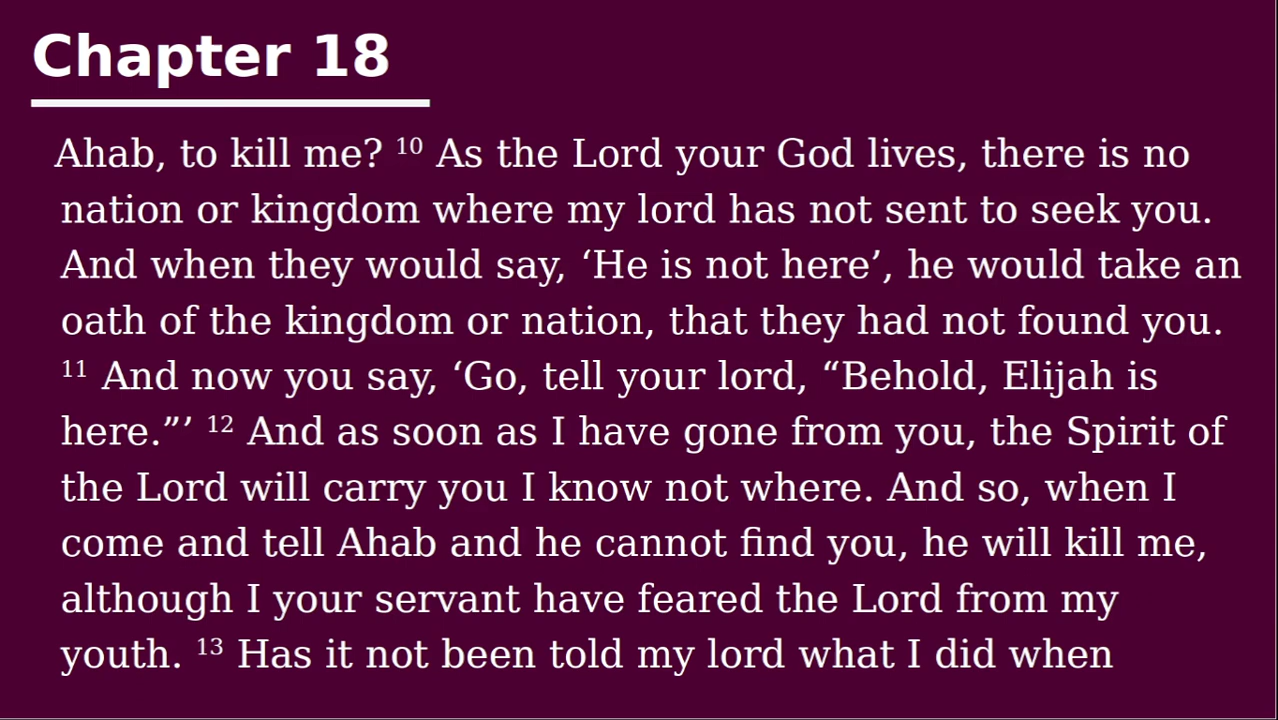 Chapter 18
Ahab, to kill me? 10 As the Lord your God lives, there is no
nation or kingdom where my lord has not sent to seek you.
And when they would say, ‘He is not here’, he would take an
oath of the kingdom or nation, that they had not found you.
11 And now you say, ‘Go, tell your lord, “Behold, Elijah is
here.”’ 12 And as soon as I have gone from you, the Spirit of
the Lord will carry you I know not where. And so, when I
come and tell Ahab and he cannot find you, he will kill me,
although I your servant have feared the Lord from my
youth. 13 Has it not been told my lord what I did when